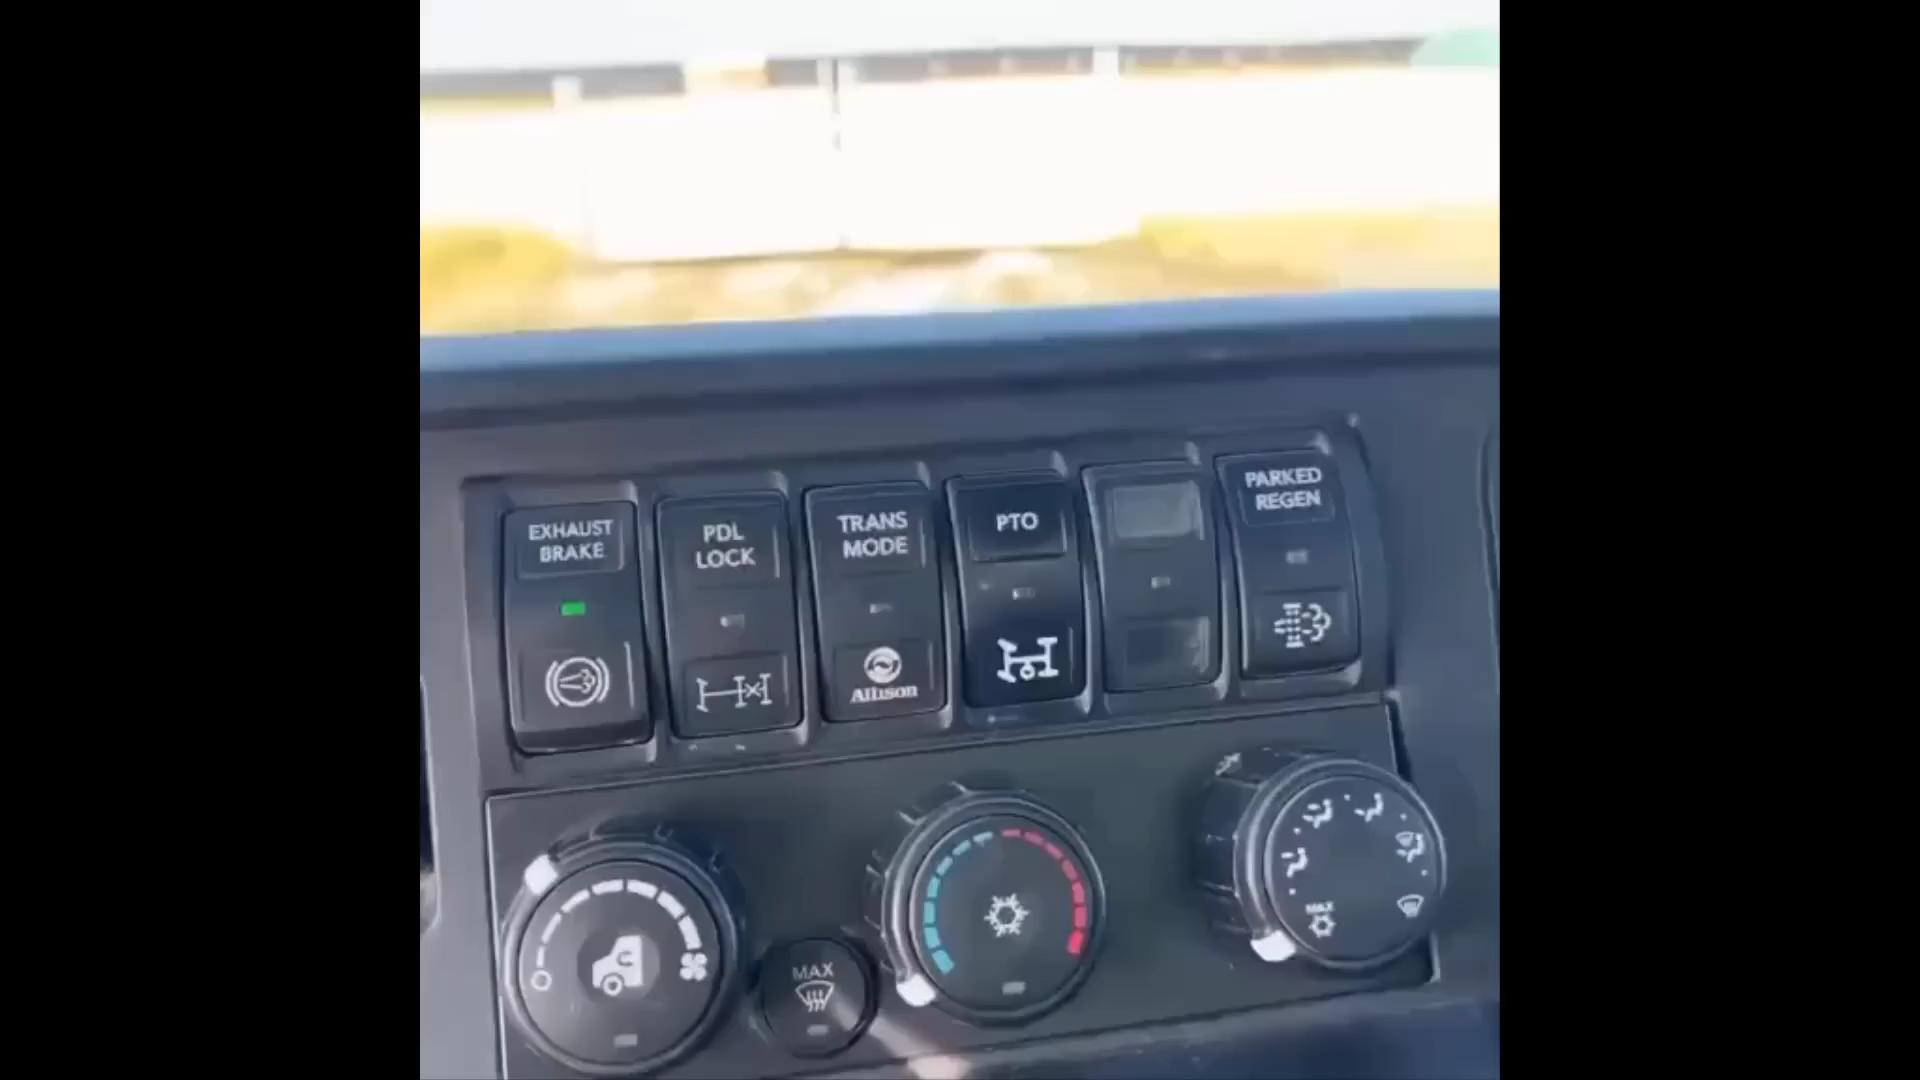 EXHAUST
BRAKE
PDL
LOCK
TRANS
MODE
Allison
PTO
PARKED
REGEN
MAX
MAX